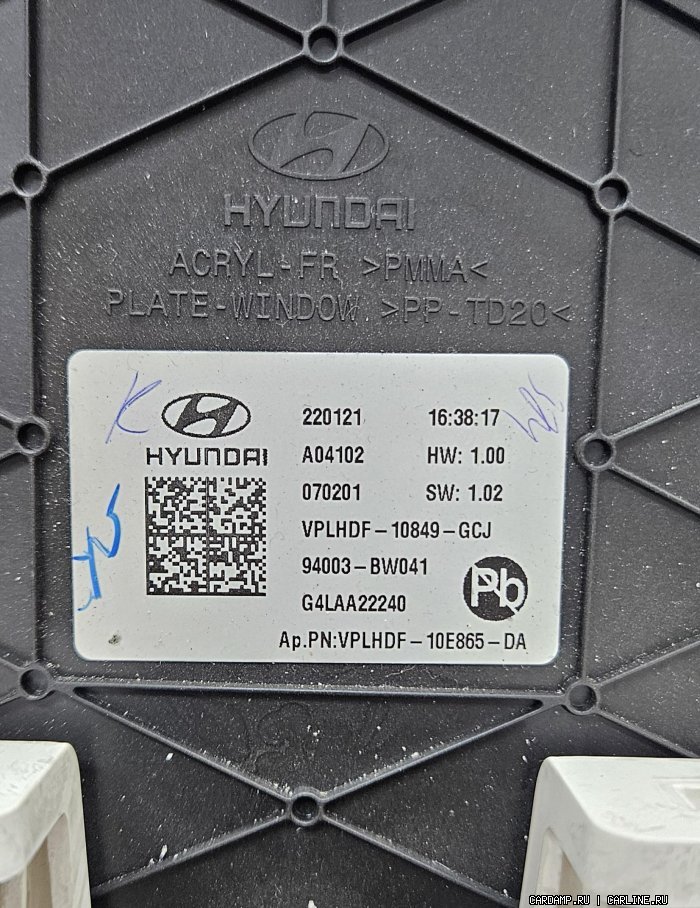 HYUNDAI
ACRYL-FR >PMMA<
PLATE-WINDOW >PP-TD20<
HYUNDAI
220121 16:38:17
A04102 HW: 1.00
070201 SW: 1.02
VPLHDF-10849-GCJ
94003-BW041
G4LAA22240
Pb
Ap.PN:VPLHDF-10E865-DA
CARDAMP.RU | CARLINE.RU